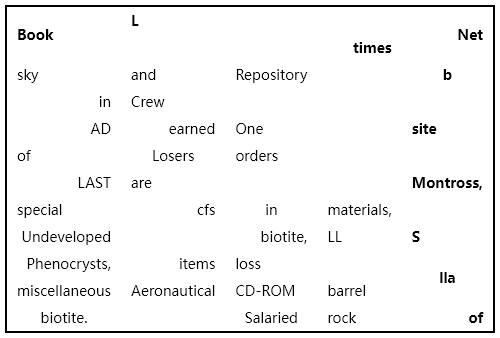 Book L times Net
sky and Repository b
in Crew
AD earned One site
of Losers orders
LAST are Montross,
special cfs in materials,
Undeveloped biotite, LL S
Phenocrysts, items loss lla
miscellaneous Aeronautical CD-ROM barrel
biotite. Salaried rock of